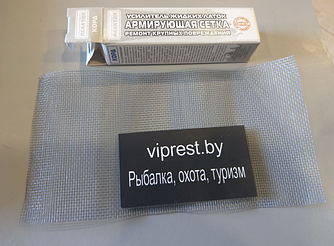 УСИЛИТЕЛЬ ЖИДКИХ ЛАТОК
АРМИРУЮЩАЯ СЕТКА
РЕМОНТ КРУПНЫХ ПОВРЕЖДЕНИЙ
viprest.by
Рыбалка, охота, туризм